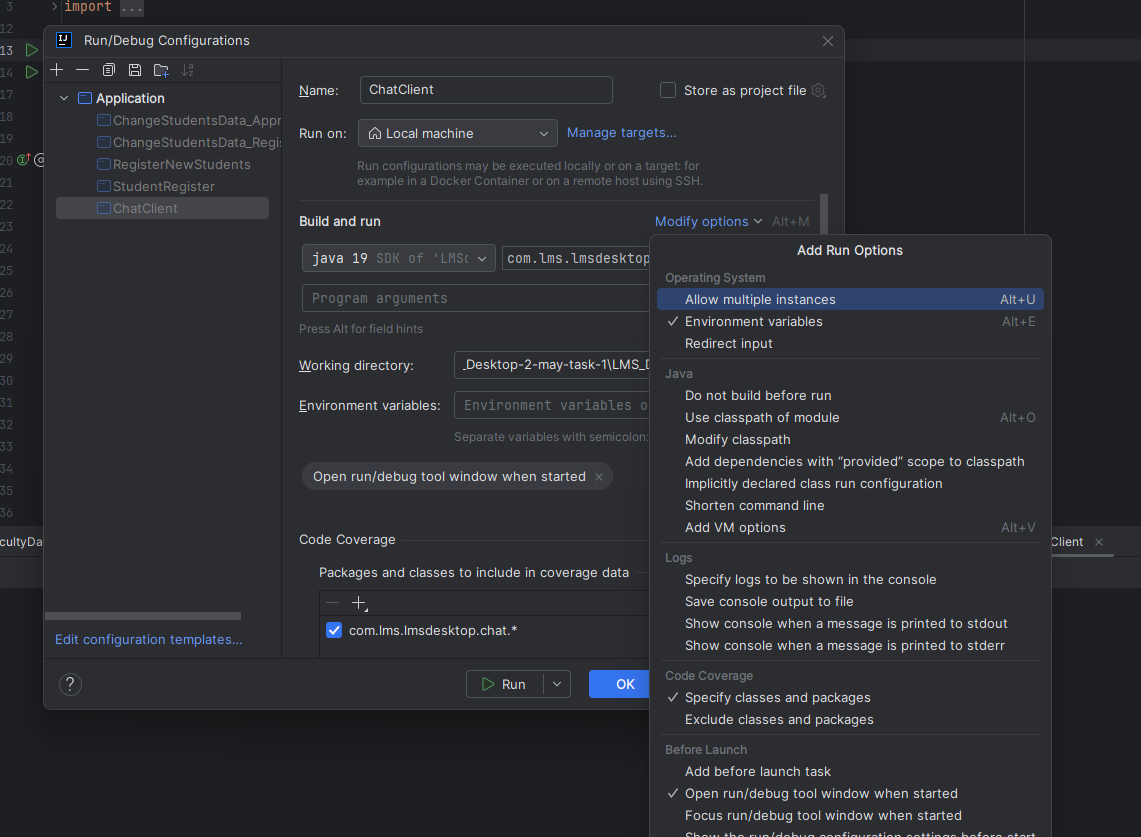 3
import ...
12
Run/Debug Configurations
13
14
17
18
19
20
21
22
23
24
25
26
27
28
29
30
31
32
33
34
35
36
Application
ChangeStudentsData_Appr
ChangeStudentsData_Regis
RegisterNewStudents
StudentRegister
ChatClient
Edit configuration templates...
?
Name:
ChatClient
Store as project file
Run on:
Local machine
Manage targets...
Run configurations may be executed locally or on a target: for
example in a Docker Container or on a remote host using SSH.
Build and run
Modify options
Alt+M
java 19 SDK of 'LMS
com.lms.lmsdesktop
Program arguments
Press Alt for field hints
Working directory:
_Desktop-2-may-task-1\LMS_D
Environment variables:
Environment variables o
Separate variables with semicolon:
Open run/debug tool window when started
Code Coverage
Packages and classes to include in coverage data
com.lms.lmsdesktop.chat.*
Run
OK
Add Run Options
Operating System
Allow multiple instances Alt+U
Environment variables Alt+E
Redirect input
Java
Do not build before run
Use classpath of module Alt+O
Modify classpath
Add dependencies with “provided” scope to classpath
Implicitly declared class run configuration
Shorten command line
Add VM options Alt+V
Logs
Specify logs to be shown in the console
Save console output to file
Show console when a message is printed to stdout
Show console when a message is printed to stderr
Code Coverage
Specify classes and packages
Exclude classes and packages
Before Launch
Add before launch task
Open run/debug tool window when started
Focus run/debug tool window when started
Show the run/debug configuration settings before start
cultyDa
Client